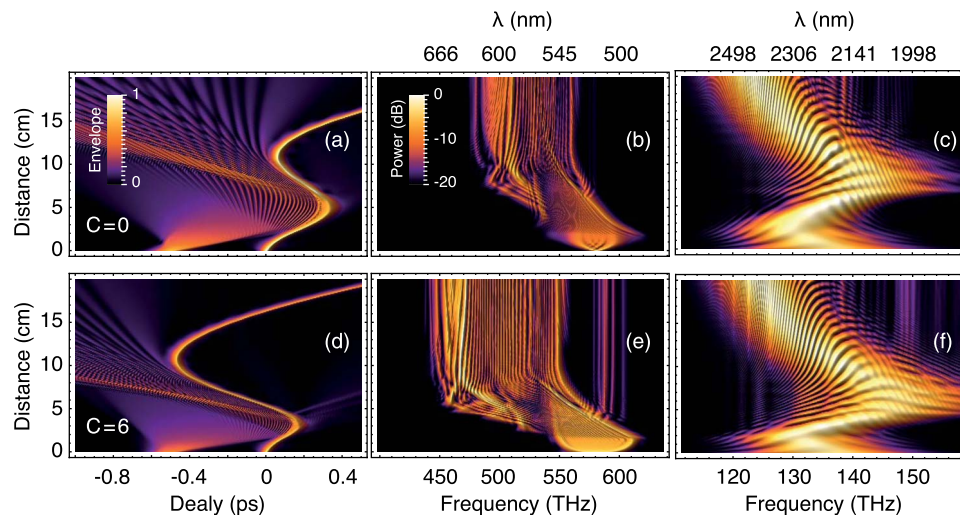 λ (nm) λ (nm)
666 600 545 500 2498 2306 2141 1998
Distance (cm)
15
10
5
0
Envelope
1
0
C=0
(a)
Power (dB)
0
-10
-20
(b)
(c)
Distance (cm)
15
10
5
0
C=6
(d)
(e)
(f)
-0.8 -0.4 0 0.4 450 500 550 600 120 130 140 150
Dealy (ps) Frequency (THz) Frequency (THz)